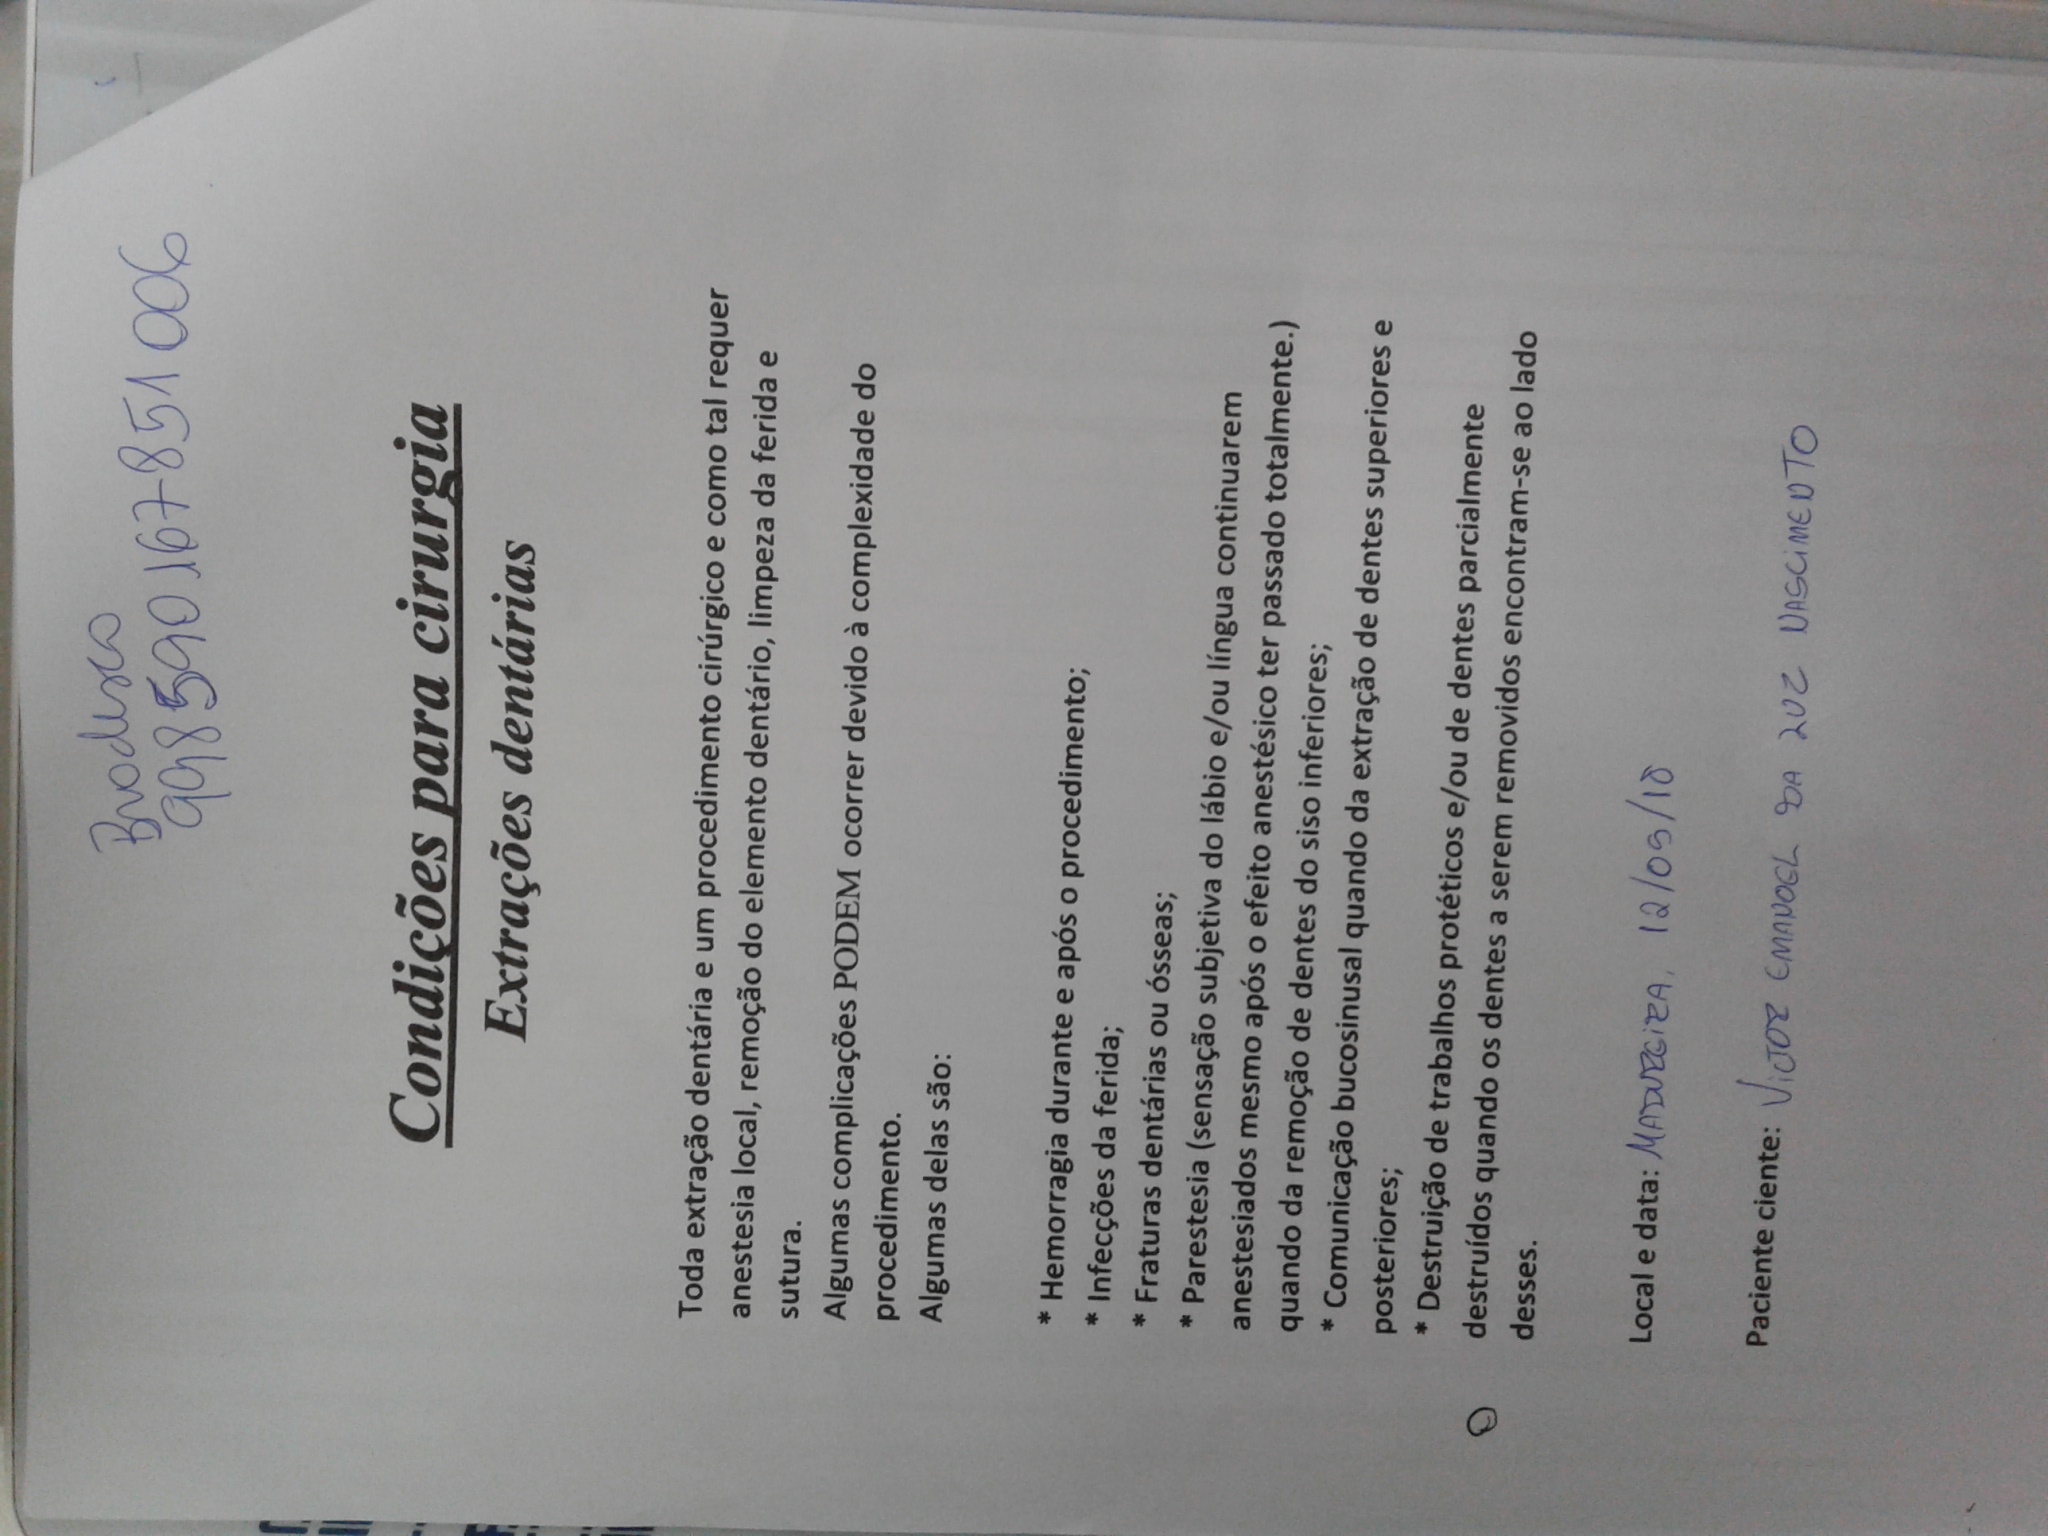 Bradesco
998590167851006
Condições para cirurgia
Extrações dentárias
Toda extração dentária e um procedimento cirúrgico e como tal requer
anestesia local, remoção do elemento dentário, limpeza da ferida e
sutura.
Algumas complicações PODEM ocorrer devido à complexidade do
procedimento.
Algumas delas são:
* Hemorragia durante e após o procedimento;
* Infecções da ferida;
* Fraturas dentárias ou ósseas;
* Parestesia (sensação subjetiva do lábio e/ou língua continuarem
anestesiados mesmo após o efeito anestésico ter passado totalmente.)
quando da remoção de dentes do siso inferiores;
* Comunicação bucosinusal quando da extração de dentes superiores e
posteriores;
* Destruição de trabalhos protéticos e/ou de dentes parcialmente
destruídos quando os dentes a serem removidos encontram-se ao lado
desses.
Local e data: MADUREIRA, 12/09/18
Paciente ciente: VICTOR EMANOEL DA LUZ NASCIMENTO